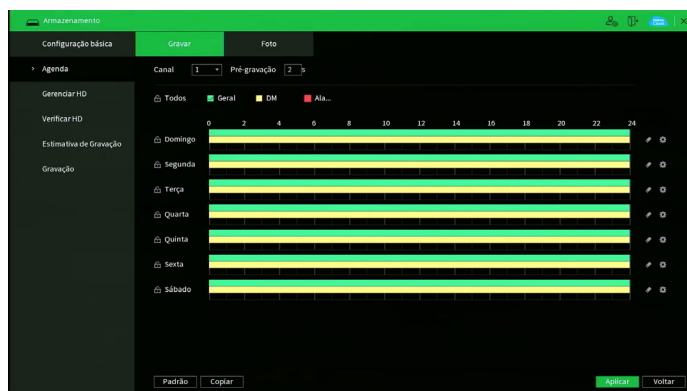 Armazenamento
Configuração básica
Gravar
Foto
Agenda
Canal 1 Pré-gravação 2 s
Gerenciar HD
Todos Geral DM Ala...
Verificar HD
0 2 4 6 8 10 12 14 16 18 20 22 24
Domingo
Estimativa de Gravação
Segunda
Gravação
Terça
Quarta
Quinta
Sexta
Sábado
Padrão Copiar Aplicar Voltar